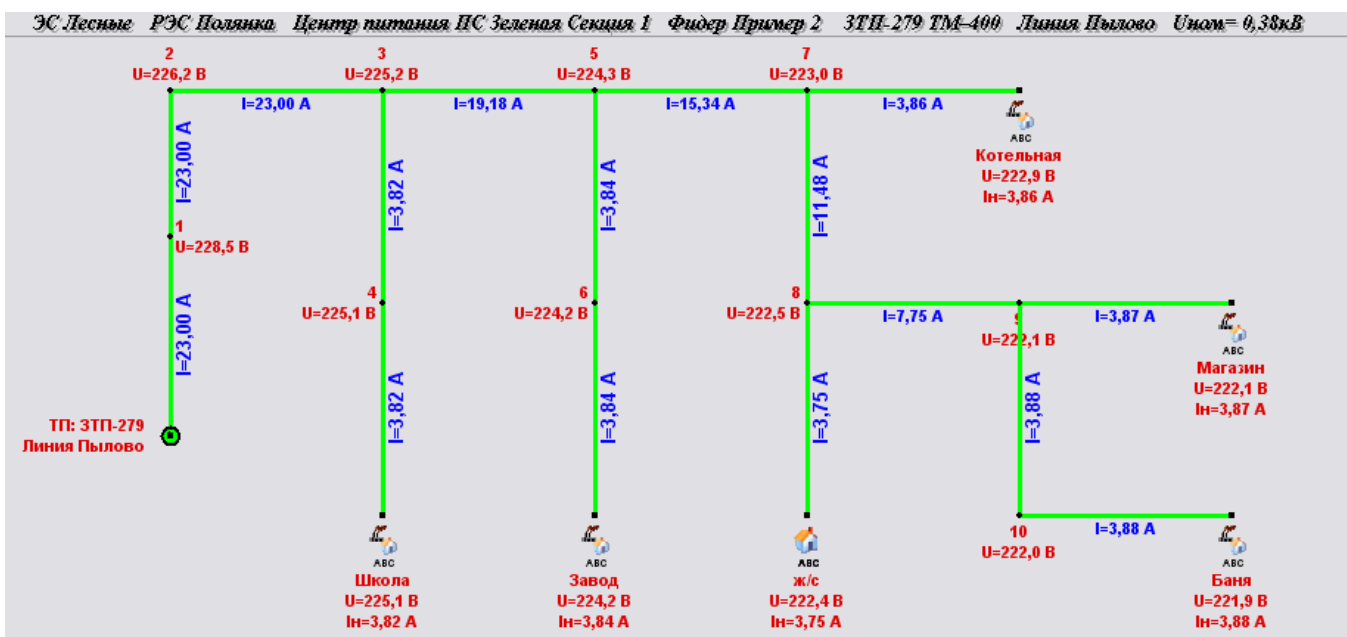 ЭС Лесные РЭС Полянка Центр питания ПС Зеленая Секция 1 Фидер Пример 2 ЗТП-279 ТМ-400 Линия Пылово Uном= 0,38кВ
2
U=226,2 В
3
U=225,2 В
5
U=224,3 В
7
U=223,0 В
I=23,00 А
I=19,18 А
I=15,34 А
I=3,86 А
ABC
Котельная
U=222,9 В
Iн=3,86 А
I=23,00 А
I=3,82 А
I=3,84 А
I=11,48 А
1
U=228,5 В
4
U=225,1 В
6
U=224,2 В
8
U=222,5 В
I=7,75 А
9
U=222,1 В
I=3,87 А
ABC
Магазин
U=222,1 В
Iн=3,87 А
I=23,00 А
I=3,82 А
I=3,84 А
I=3,75 А
I=3,88 А
ТП: ЗТП-279
Линия Пылово
10
U=222,0 В
I=3,88 А
ABC
Школа
U=225,1 В
Iн=3,82 А
ABC
Завод
U=224,2 В
Iн=3,84 А
ABC
ж/с
U=222,4 В
Iн=3,75 А
ABC
Баня
U=221,9 В
Iн=3,88 А